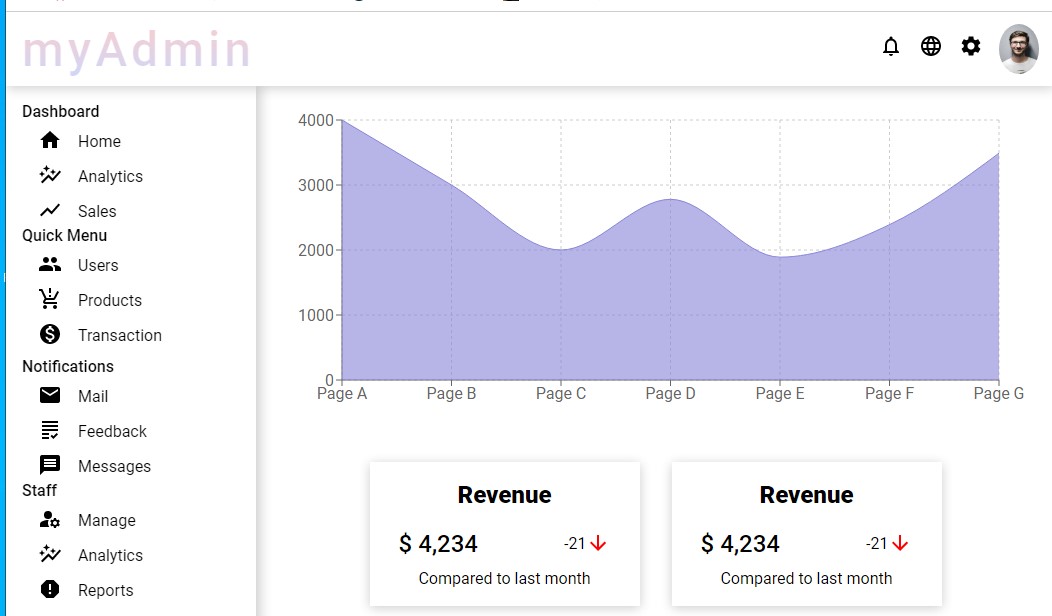 myAdmin
Dashboard
Home
Analytics
Sales
Quick Menu
Users
Products
Transaction
Notifications
Mail
Feedback
Messages
Staff
Manage
Analytics
Reports
4000
3000
2000
1000
0
Page A Page B Page C Page D Page E Page F Page G
Revenue
$ 4,234 -21
Compared to last month
Revenue
$ 4,234 -21
Compared to last month